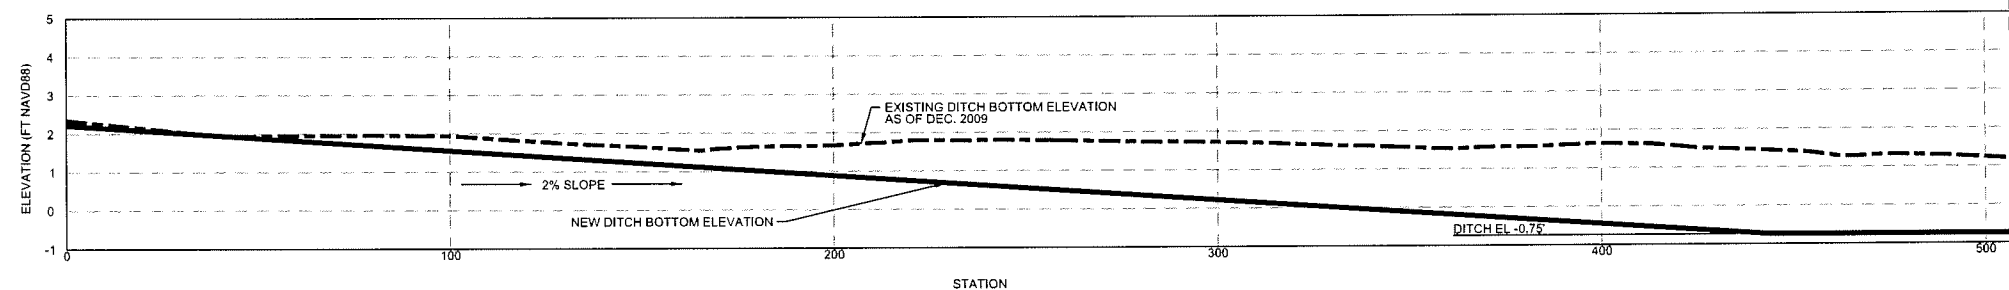 5
4
3
2
1
0
-1
ELEVATION (FT NAVD88)
EXISTING DITCH BOTTOM ELEVATION
AS OF DEC. 2009
2% SLOPE
NEW DITCH BOTTOM ELEVATION
DITCH EL -0.75'
0
100
200
300
400
500
STATION